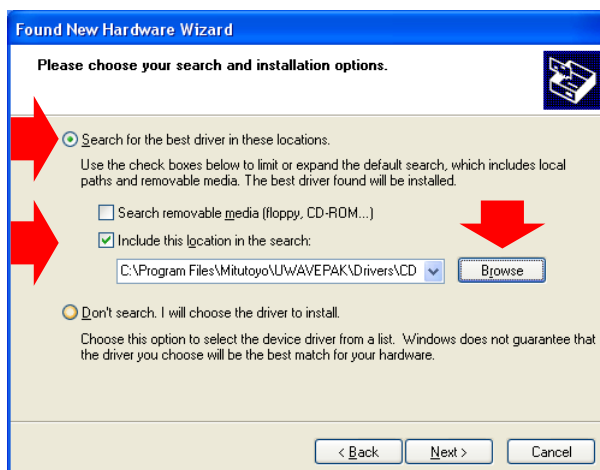 Found New Hardware Wizard
Please choose your search and installation options.
Search for the best driver in these locations.
Use the check boxes below to limit or expand the default search, which includes local
paths and removable media. The best driver found will be installed.
Search removable media (floppy, CD-ROM...)
Include this location in the search:
C:\Program Files\Mitutoyo\UWAVEPAK\Drivers\CD
Browse
Don't search. I will choose the driver to install.
Choose this option to select the device driver from a list. Windows does not guarantee that
the driver you choose will be the best match for your hardware.
< Back
Next >
Cancel